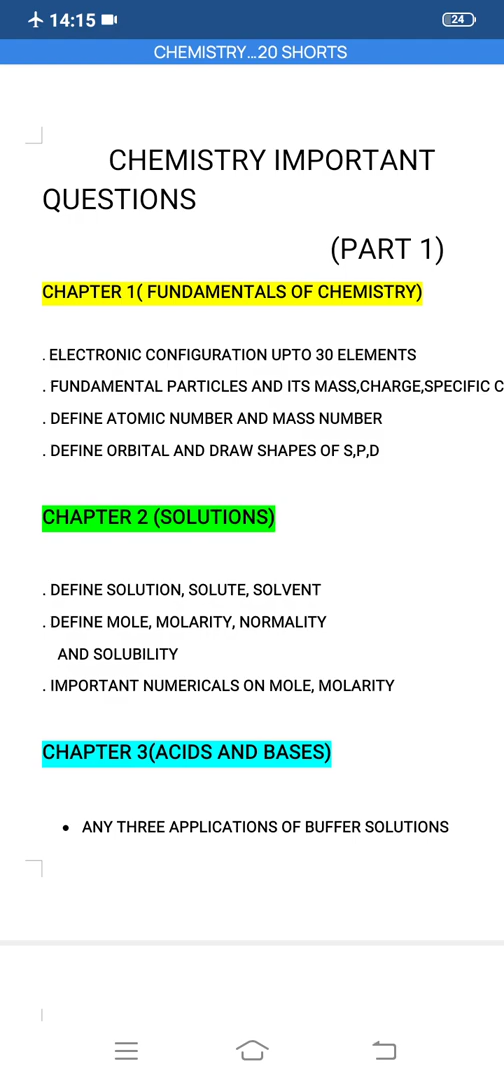 14:15
24
CHEMISTRY...20 SHORTS
CHEMISTRY IMPORTANT
QUESTIONS
(PART 1)
CHAPTER 1( FUNDAMENTALS OF CHEMISTRY)
. ELECTRONIC CONFIGURATION UPTO 30 ELEMENTS
. FUNDAMENTAL PARTICLES AND ITS MASS,CHARGE,SPECIFIC C
. DEFINE ATOMIC NUMBER AND MASS NUMBER
. DEFINE ORBITAL AND DRAW SHAPES OF S,P,D
CHAPTER 2 (SOLUTIONS)
. DEFINE SOLUTION, SOLUTE, SOLVENT
. DEFINE MOLE, MOLARITY, NORMALITY
AND SOLUBILITY
. IMPORTANT NUMERICALS ON MOLE, MOLARITY
CHAPTER 3(ACIDS AND BASES)
• ANY THREE APPLICATIONS OF BUFFER SOLUTIONS